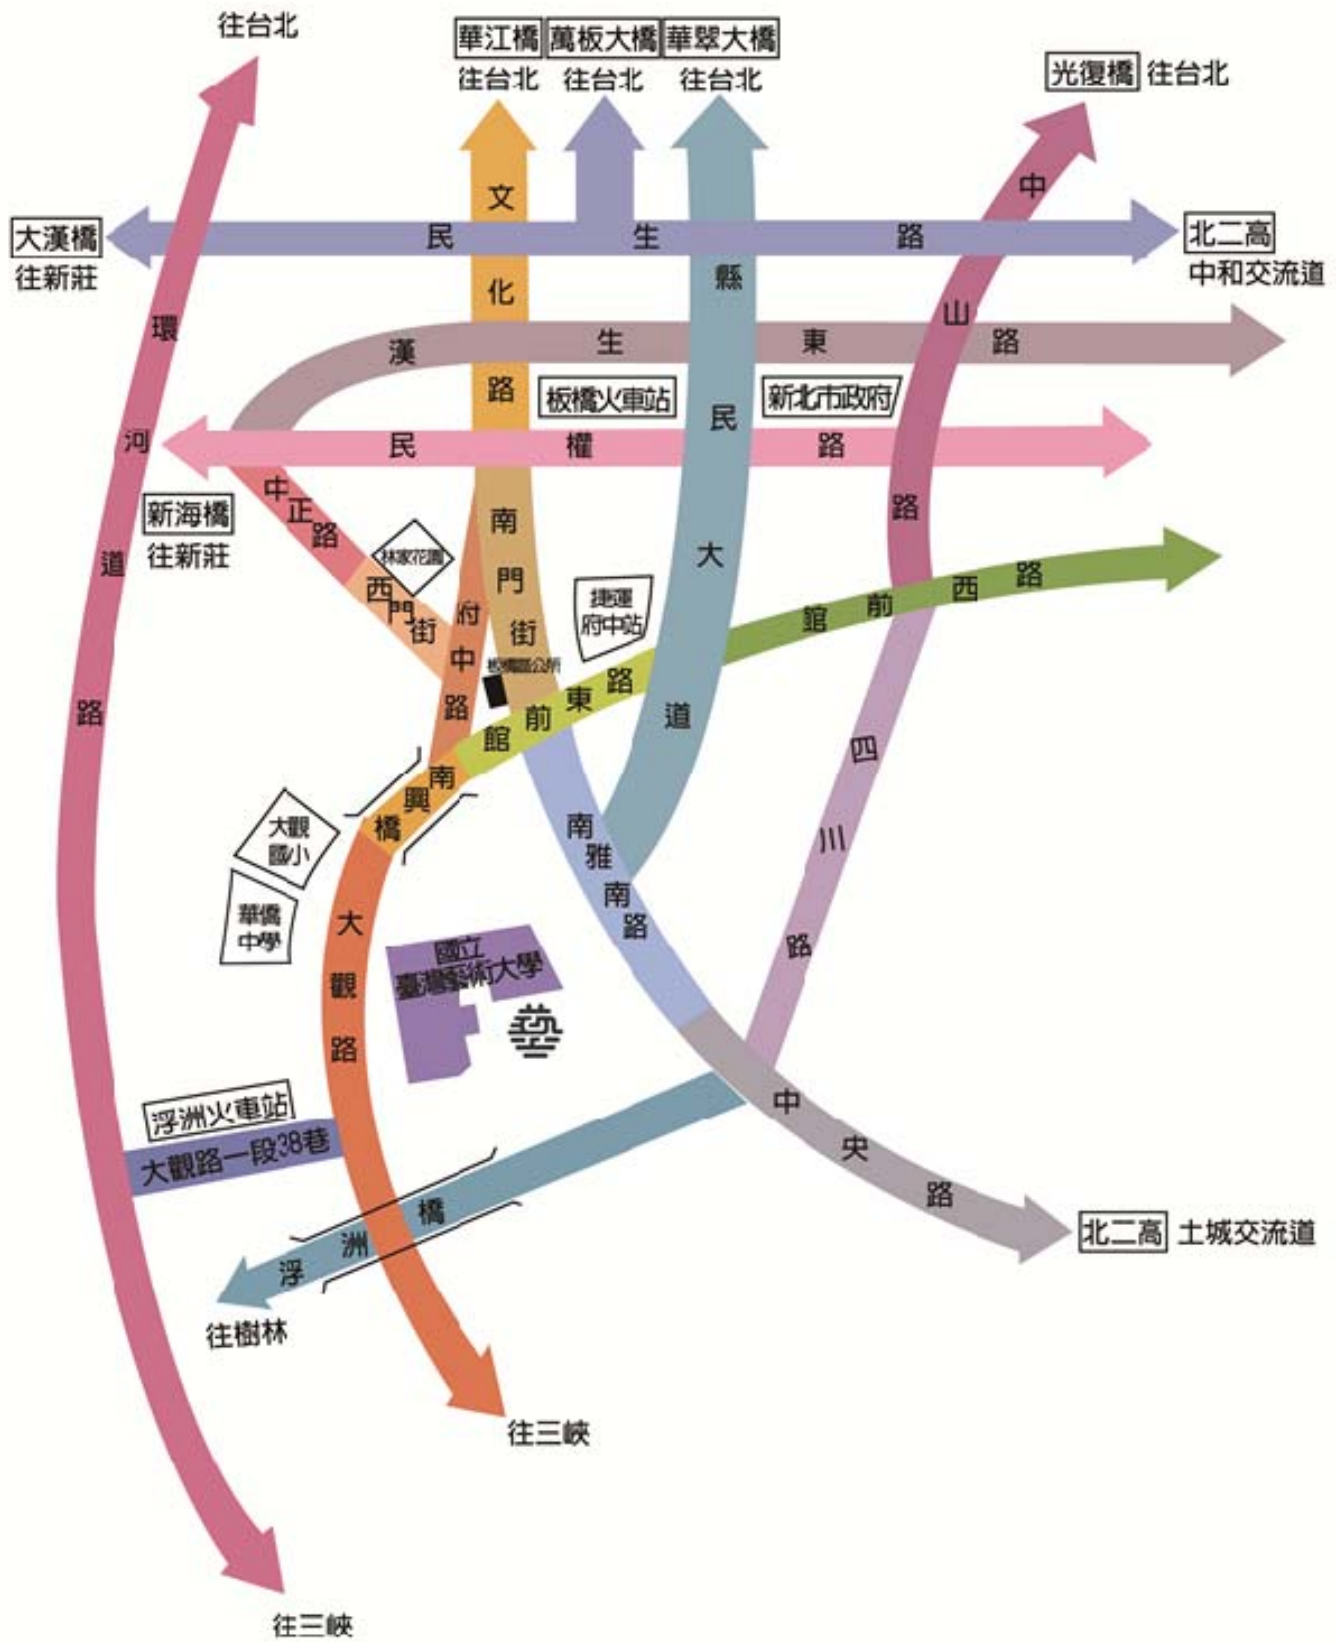 往台北
華江橋
往台北
萬板大橋
往台北
華翠大橋
往台北
光復橋 往台北
大漢橋
往新莊
民生路
北二高
中和交流道
文化路
縣民大道
中山路
環河道路
漢生東路
板橋火車站
新北市政府
民權路
新海橋
往新莊
中正路
林家花園
西門街
府中路
南門街
捷運
府中站
板橋區公所
館前東路
館前西路
南興橋
大觀
國小
華僑
中學
大觀路
國立
臺灣藝術大學
南雅南路
四川路
浮洲火車站
大觀路一段38巷
浮洲橋
往樹林
中央路
北二高 土城交流道
往三峽
往三峽